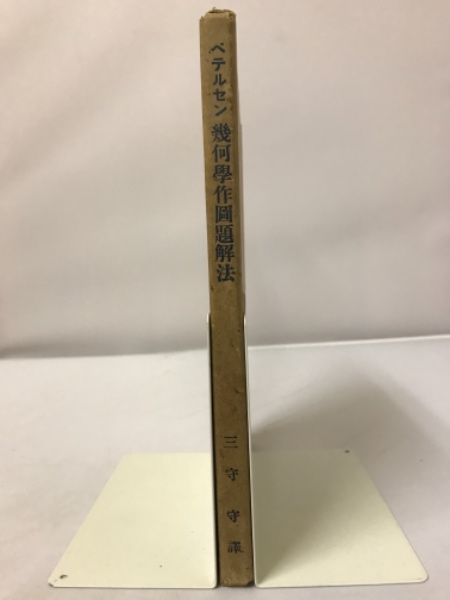 ペテルセン 幾何學作圖題解法
三守守譯